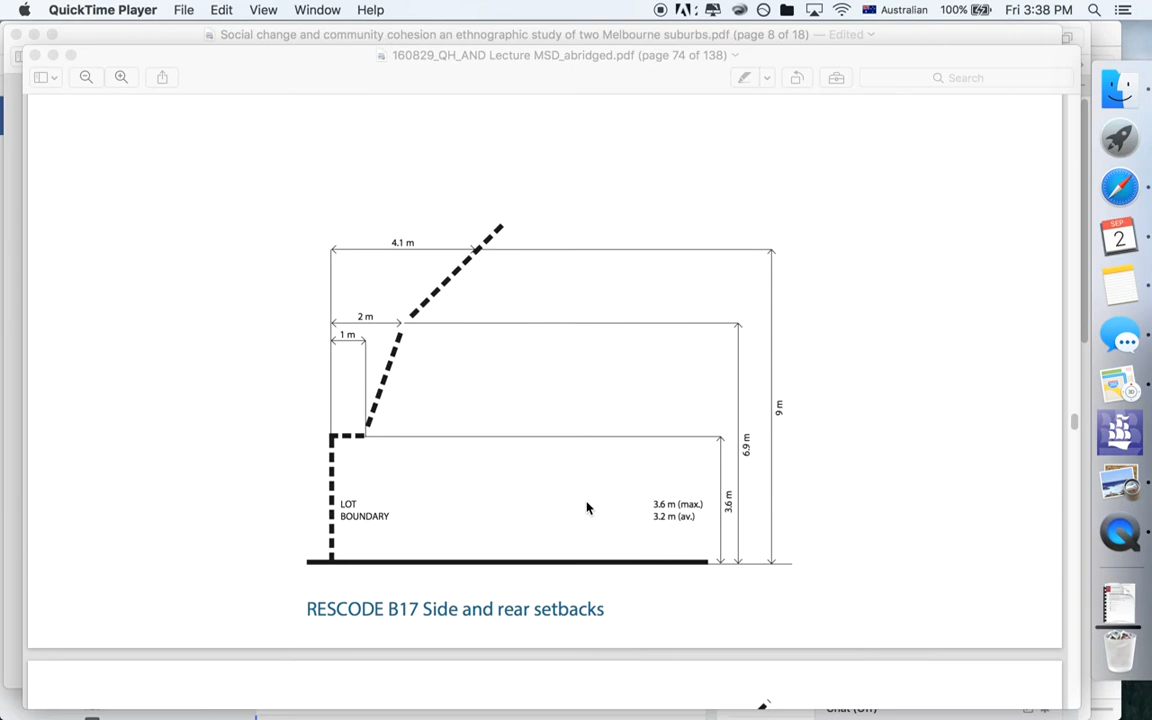 QuickTime Player File Edit View Window Help
Australian 100% Fri 3:38 PM
Social change and community cohesion an ethnographic study of two Melbourne suburbs.pdf (page 8 of 18) — Edited
160829_QH_AND Lecture MSD_abridged.pdf (page 74 of 138)
Search
SEP
2
4.1 m
2 m
1 m
9 m
6.9 m
3.6 m
LOT
BOUNDARY
3.6 m (max.)
3.2 m (av.)
RESCODE B17 Side and rear setbacks